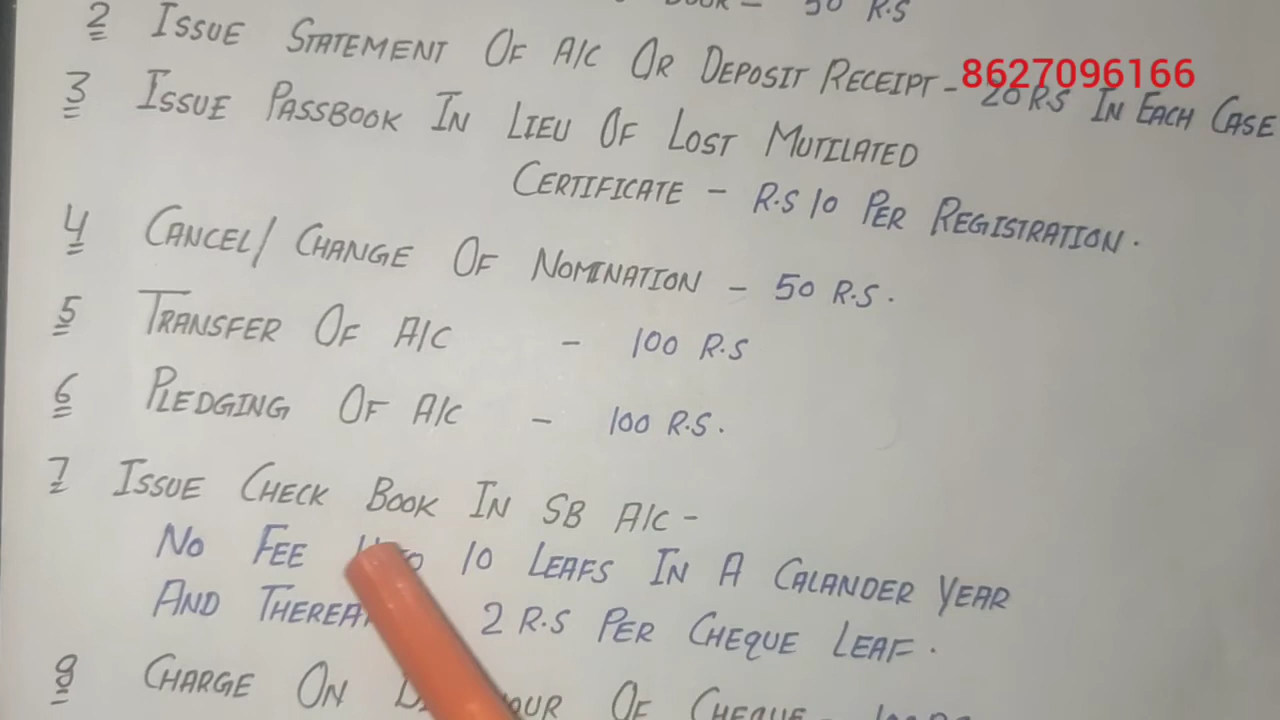 BOOK - 50 R.S
2 ISSUE STATEMENT OF A/C OR DEPOSIT RECEIPT - 20 R.S IN EACH CASE
8627096166
3 ISSUE PASSBOOK IN LIEU OF LOST MUTILATED
CERTIFICATE - R.S 10 PER REGISTRATION.
4 CANCEL/ CHANGE OF NOMINATION - 50 R.S.
5 TRANSFER OF A/C - 100 R.S
6 PLEDGING OF A/C - 100 R.S.
7 ISSUE CHECK BOOK IN SB A/C -
NO FEE 10 LEAFS IN A CALANDER YEAR
AND 2 R.S PER CHEQUE LEAF.
8 CHARGE ON OF CHEQUE -